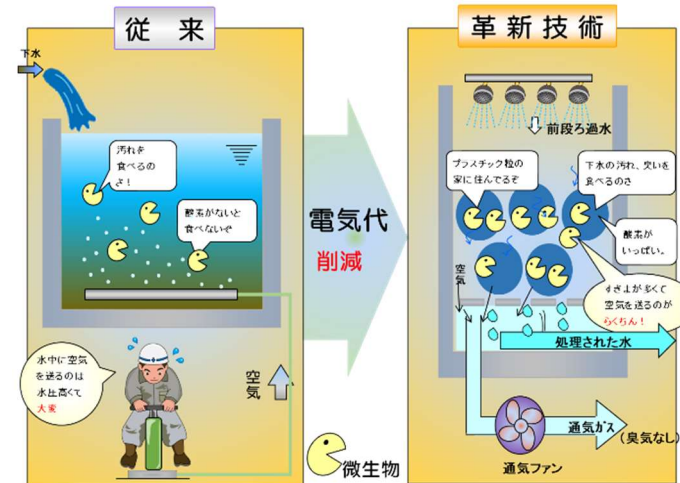 従 来
革新技術
下水
汚れを
食べるの
さ！
酸素がないと
食べないぞ
水中に空気
を送るのは
水圧高くて
大変
空気
電気代
削減
微生物
前段ろ過水
プラスチック粒の
家に住んでるぞ
下水の汚れ、臭いを
食べるのさ
酸素が
いっぱい。
すきまが多くて
空気を送るのが
らくちん！
空気
処理された水
通気ガス
(臭気なし)
通気ファン